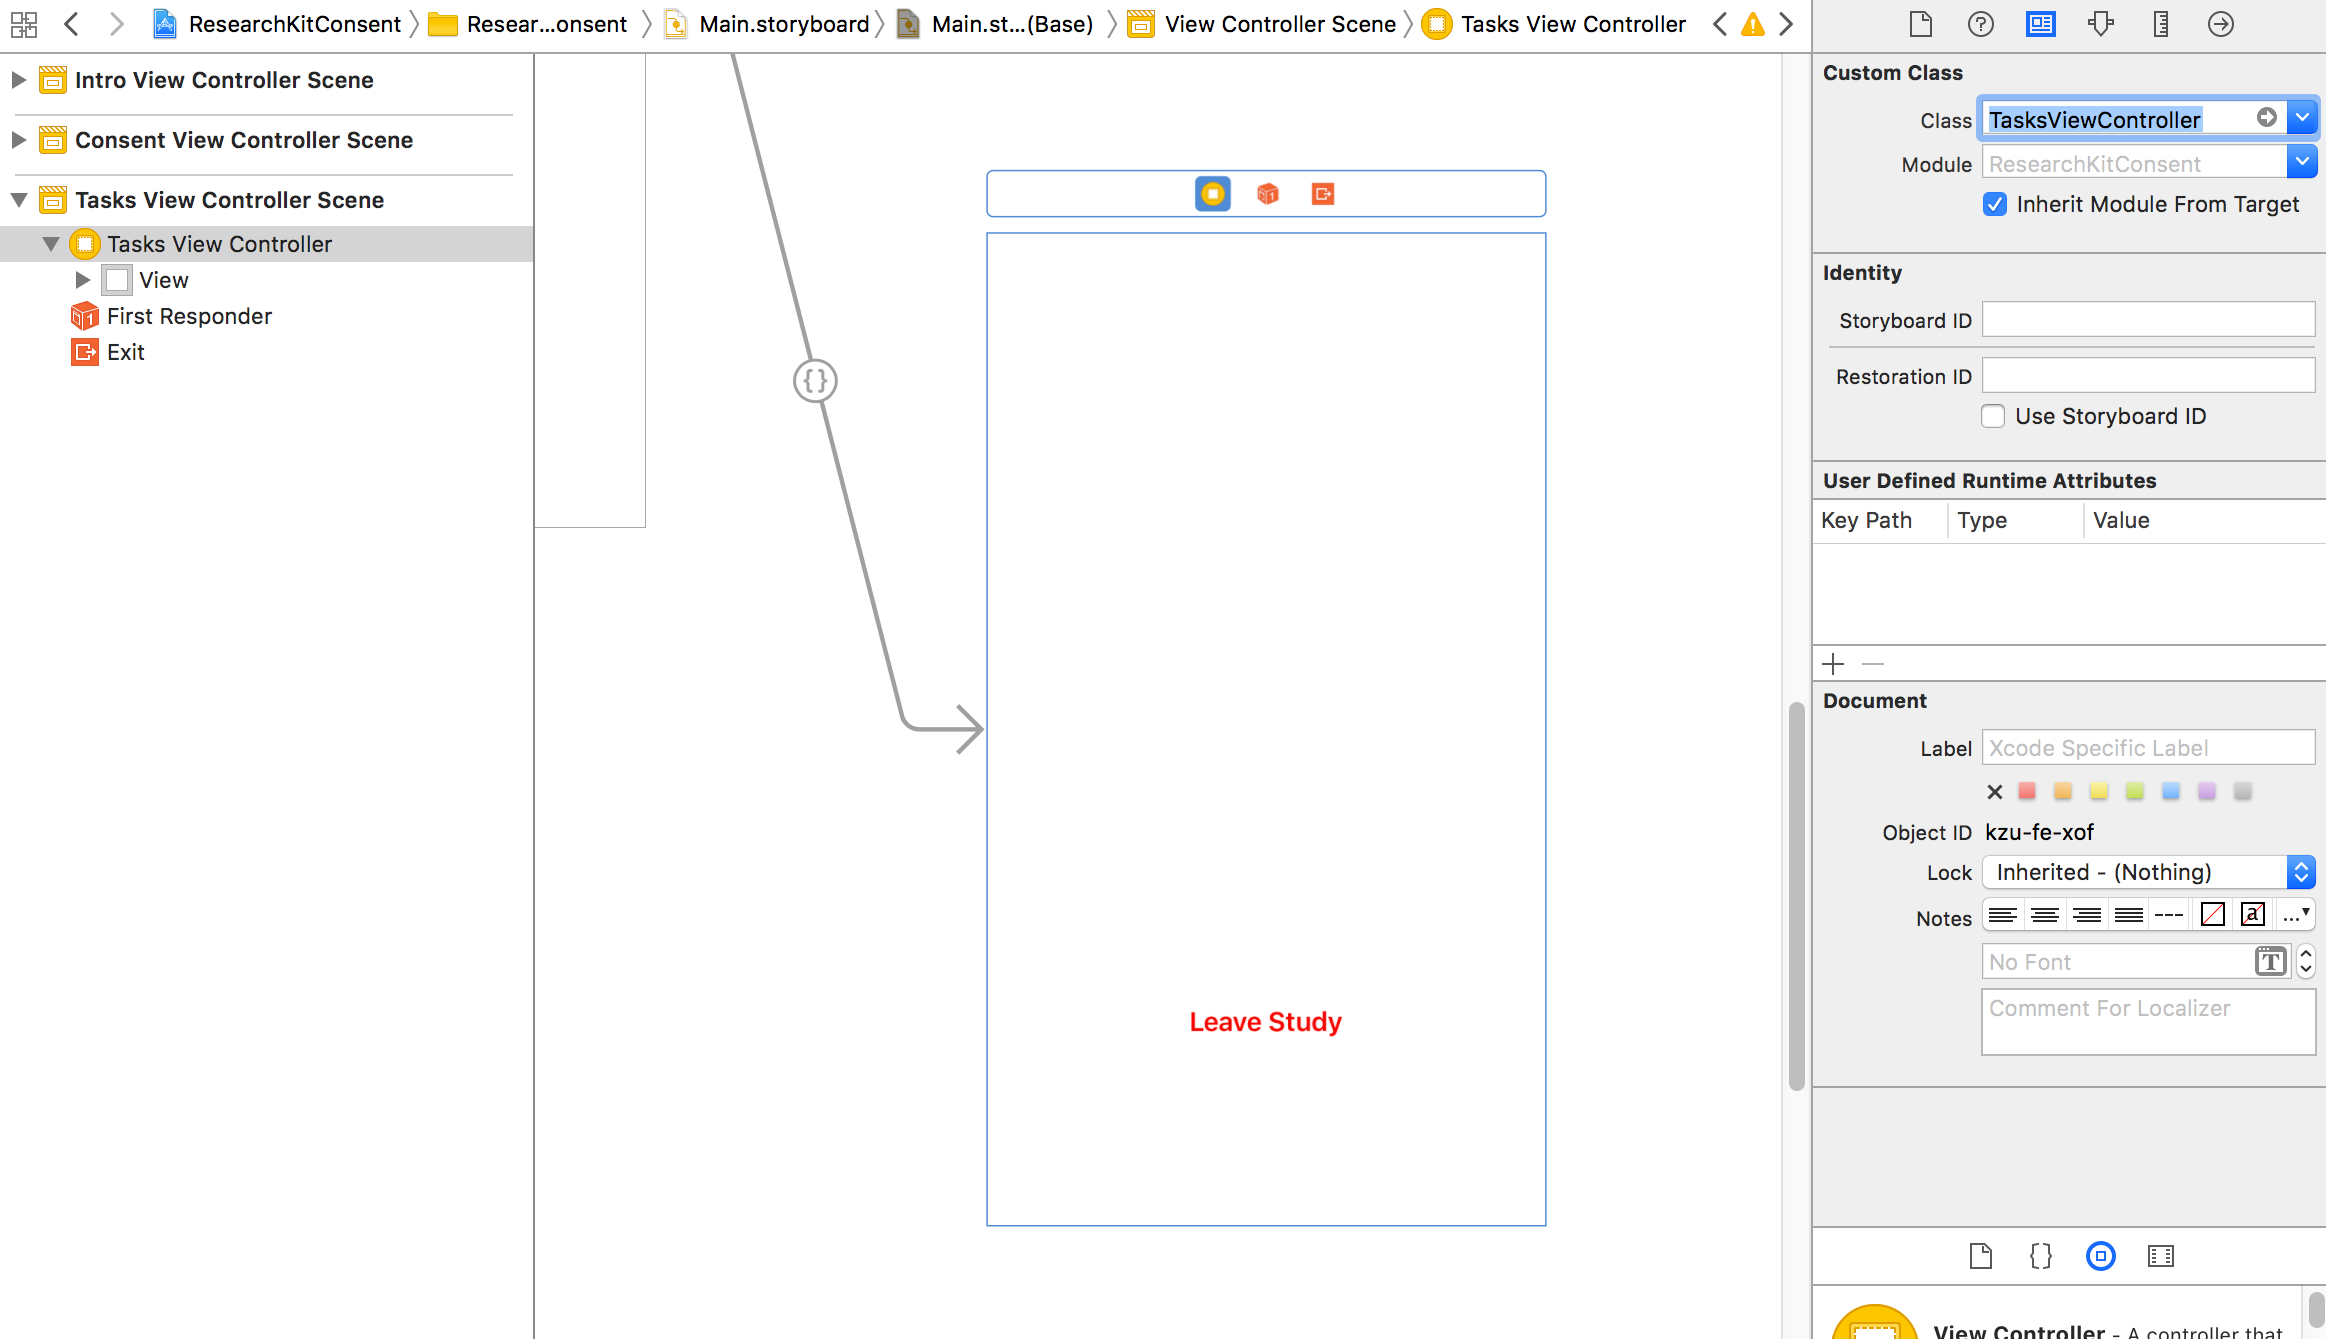 ResearchKitConsent
Resear...onsent
Main.storyboard
Main.st...(Base)
View Controller Scene
Tasks View Controller
Intro View Controller Scene
Consent View Controller Scene
Tasks View Controller Scene
Tasks View Controller
View
First Responder
Exit
{}
Leave Study
Custom Class
Class TasksViewController
Module ResearchKitConsent
Inherit Module From Target
Identity
Storyboard ID
Restoration ID
Use Storyboard ID
User Defined Runtime Attributes
Key Path Type Value
Document
Label Xcode Specific Label
Object ID kzu-fe-xof
Lock Inherited - (Nothing)
Notes --- a ...
No Font T
Comment For Localizer
{}
View Controller - A controller that